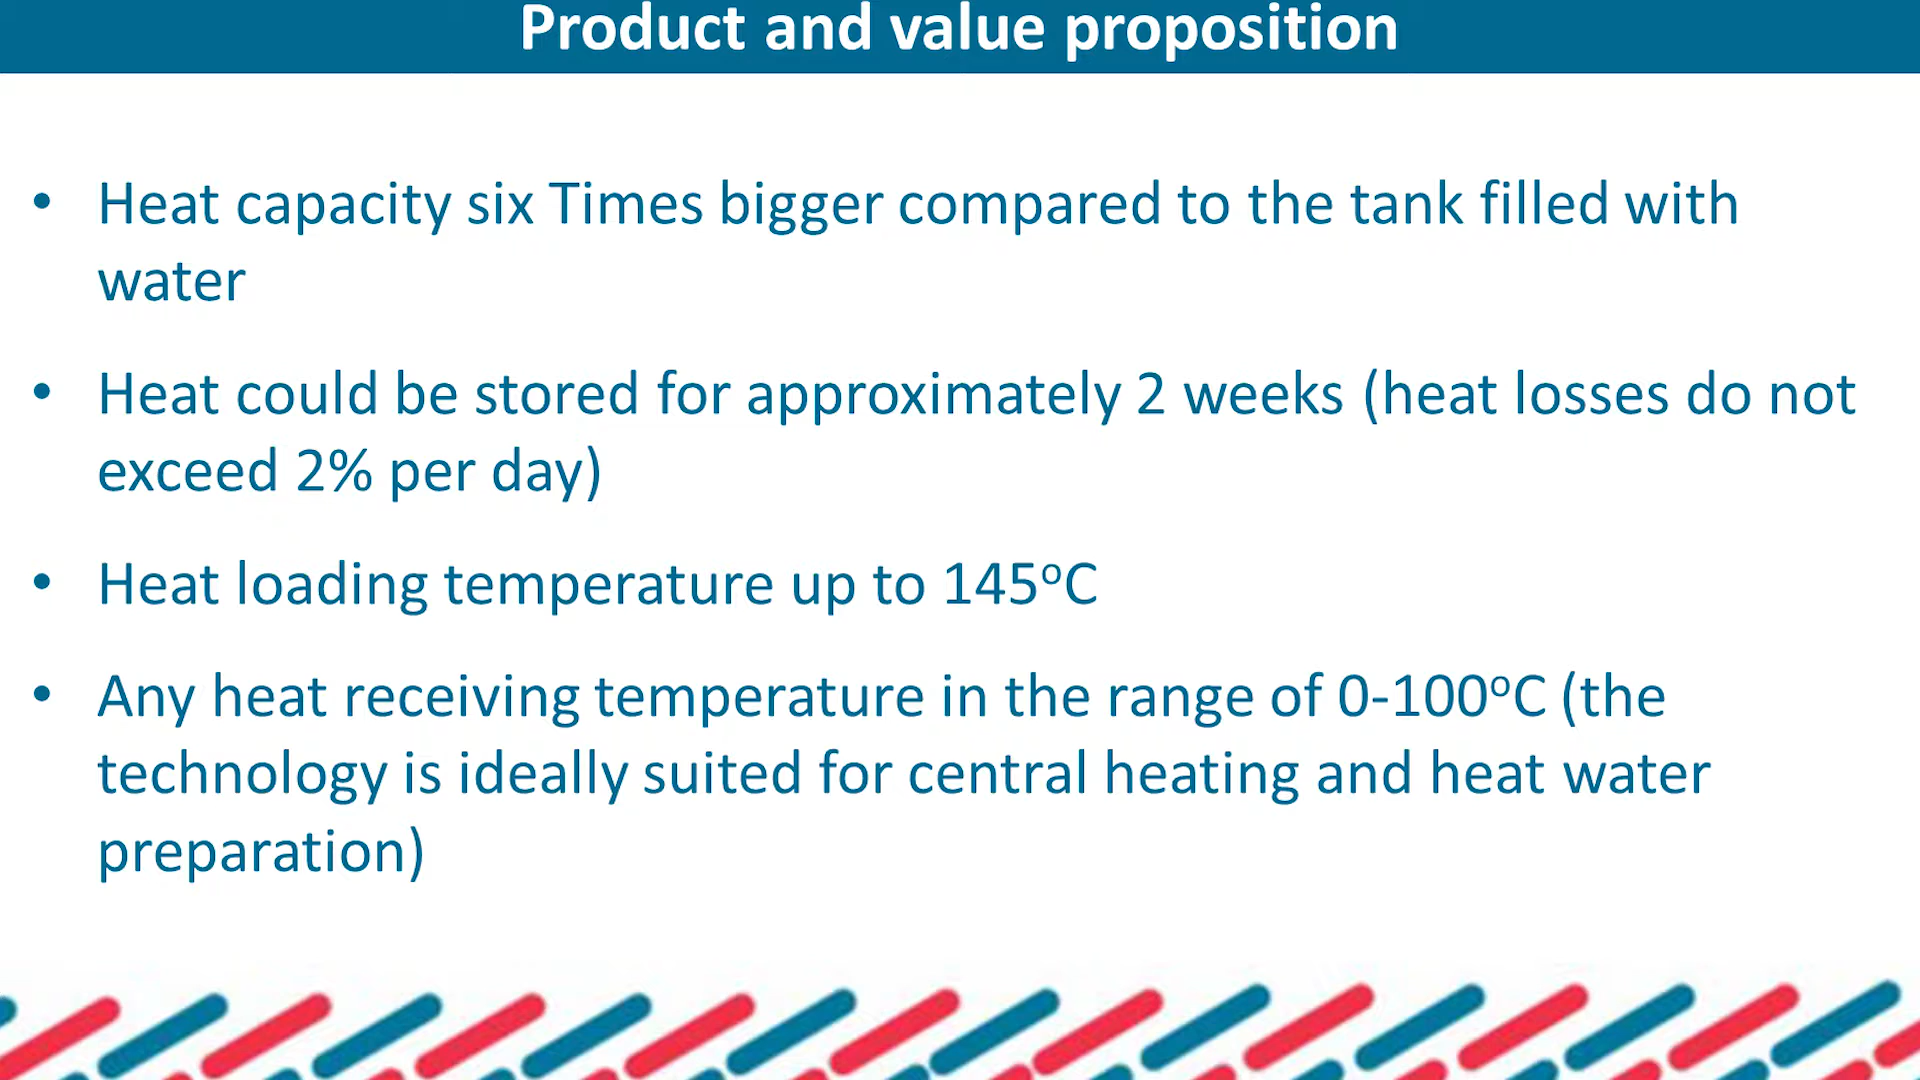 Product and value proposition
• Heat capacity six Times bigger compared to the tank filled with
water
• Heat could be stored for approximately 2 weeks (heat losses do not
exceed 2% per day)
• Heat loading temperature up to 145ºC
• Any heat receiving temperature in the range of 0-100ºC (the
technology is ideally suited for central heating and heat water
preparation)